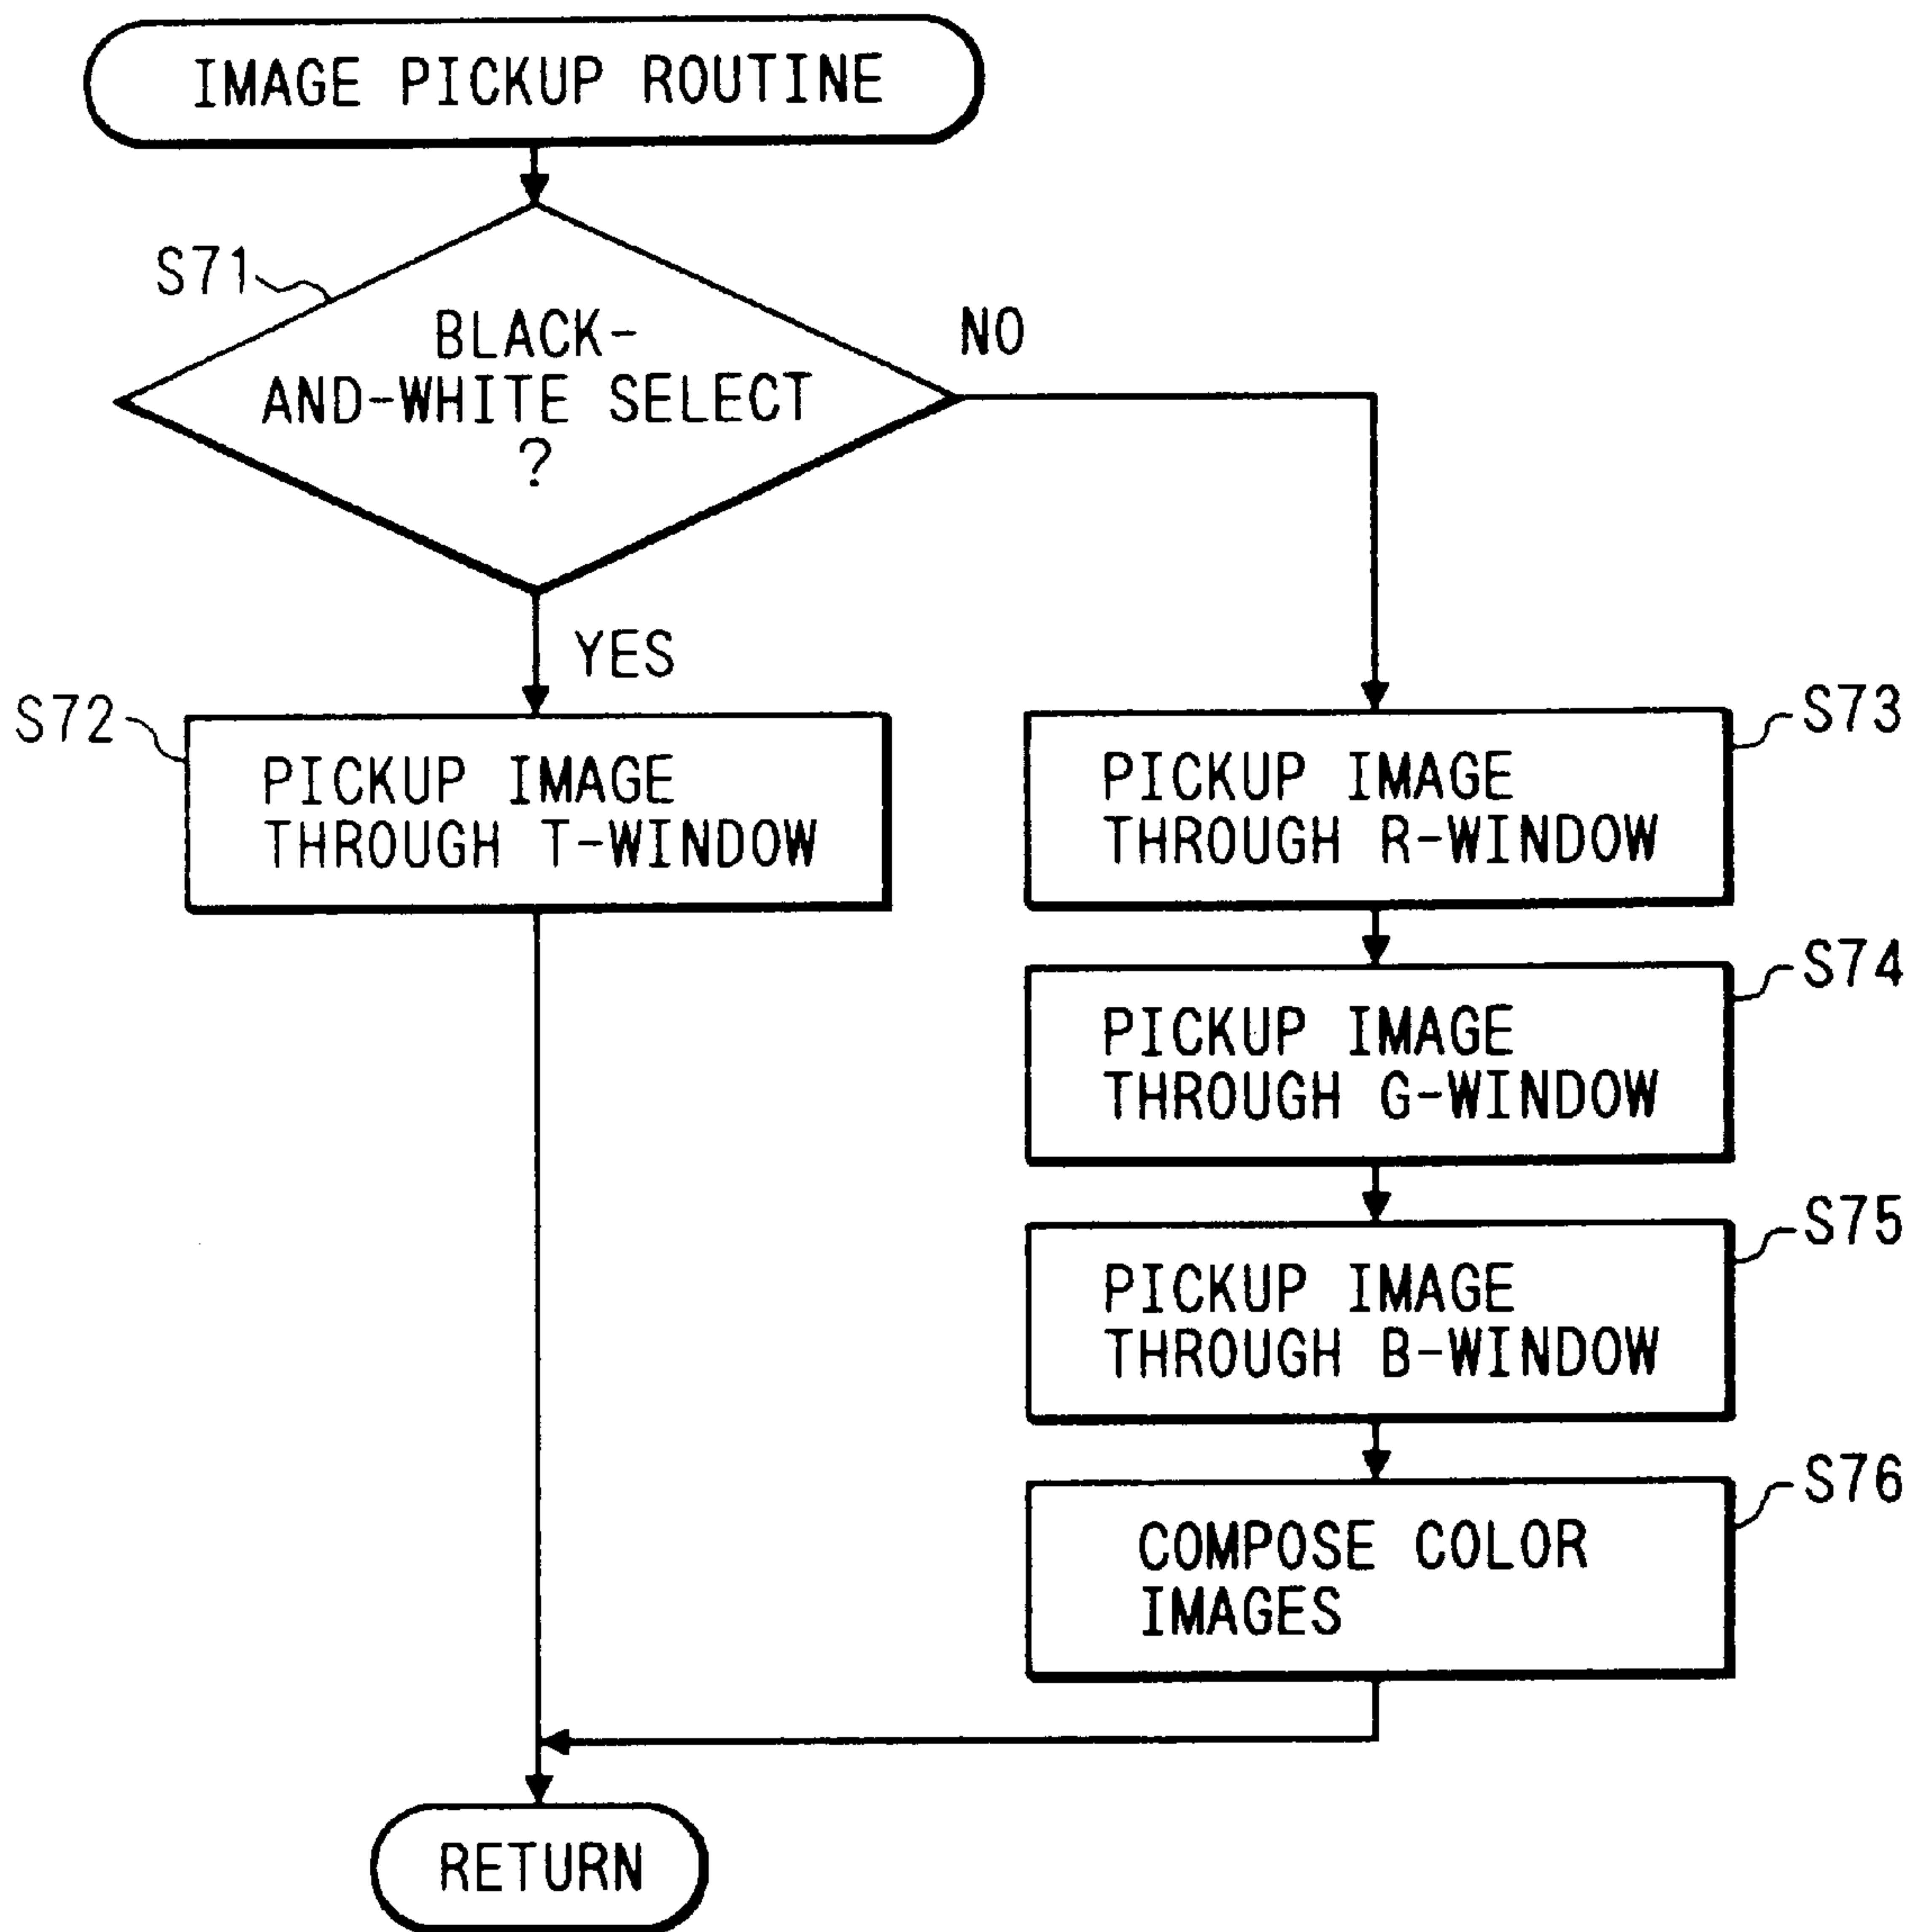 IMAGE PICKUP ROUTINE
S71
BLACK-
AND-WHITE SELECT
?
NO
YES
S72
PICKUP IMAGE
THROUGH T-WINDOW
S73
PICKUP IMAGE
THROUGH R-WINDOW
S74
PICKUP IMAGE
THROUGH G-WINDOW
S75
PICKUP IMAGE
THROUGH B-WINDOW
S76
COMPOSE COLOR
IMAGES
RETURN